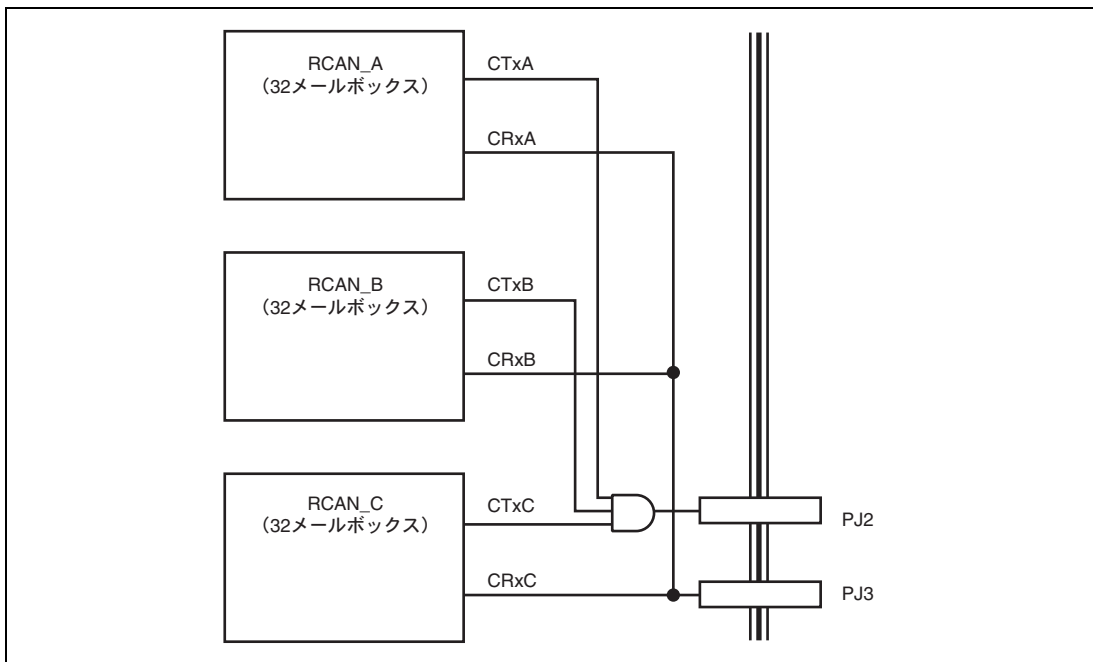 RCAN_A
（32メールボックス）
CTxA
CRxA
RCAN_B
（32メールボックス）
CTxB
CRxB
RCAN_C
（32メールボックス）
CTxC
CRxC
PJ2
PJ3